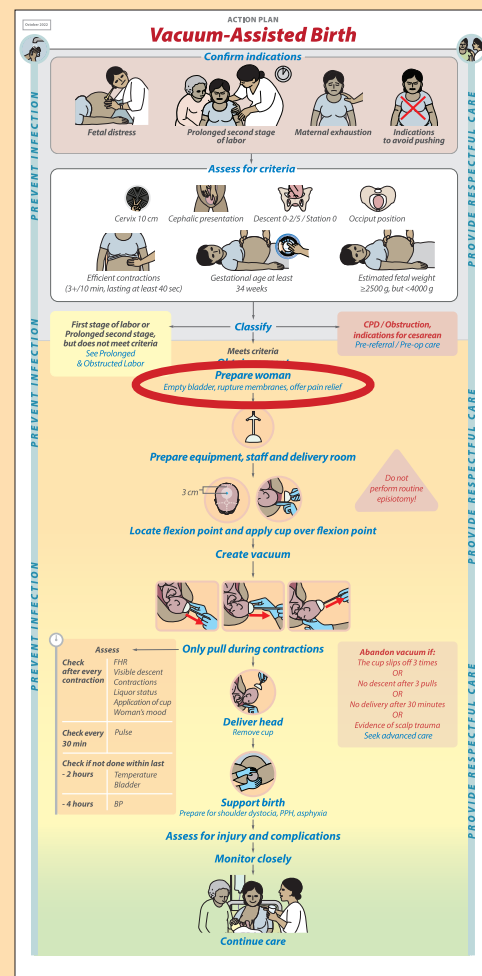 October 2023
ACTION PLAN
Vacuum-Assisted Birth
Confirm indications
Fetal distress
Prolonged second stage
of labor
Maternal exhaustion
Indications
to avoid pushing
Assess for criteria
Cervix 10 cm
Cephalic presentation
Descent 0-2/5 / Station 0
Occiput position
Efficient contractions
(3+/10 min, lasting at least 40 sec)
Gestational age at least
34 weeks
Estimated fetal weight
≥2500 g, but <4000 g
First stage of labor or
Prolonged second stage,
but does not meet criteria
See Prolonged
& Obstructed Labor
Classify
CPD / Obstruction,
indications for cesarean
Pre-referral / Pre-op care
Meets criteria
Prepare woman
Empty bladder, rupture membranes, offer pain relief
Prepare equipment, staff and delivery room
3 cm
Do not
perform routine
episiotomy!
Locate flexion point and apply cup over flexion point
Create vacuum
Only pull during contractions
Assess
Check
after every
contraction
FHR
Visible descent
Contractions
Liquor status
Application of cup
Woman's mood
Check every
30 min
Pulse
Check if not done within last
- 2 hours
Temperature
Bladder
- 4 hours
BP
Abandon vacuum if:
The cup slips off 3 times
OR
No descent after 3 pulls
OR
No delivery after 30 minutes
OR
Evidence of scalp trauma
Seek advanced care
Deliver head
Remove cup
Support birth
Prepare for shoulder dystocia, PPH, asphyxia
Assess for injury and complications
Monitor closely
Continue care
PREVENT INFECTION
PREVENT INFECTION
PREVENT INFECTION
PROVIDE RESPECTFUL CARE
PROVIDE RESPECTFUL CARE
PROVIDE RESPECTFUL CARE